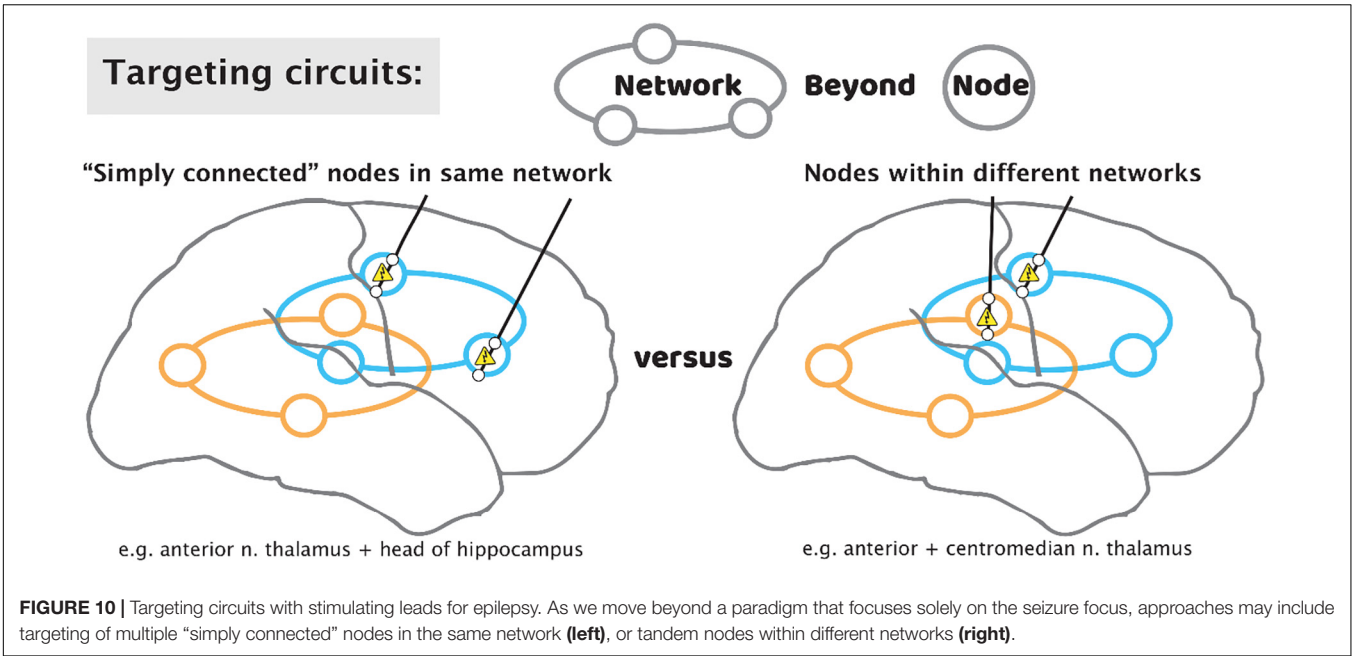 Targeting circuits:
Network Beyond Node
“Simply connected” nodes in same network
Nodes within different networks
versus
e.g. anterior n. thalamus + head of hippocampus
e.g. anterior + centromedian n. thalamus
FIGURE 10 | Targeting circuits with stimulating leads for epilepsy. As we move beyond a paradigm that focuses solely on the seizure focus, approaches may include
targeting of multiple “simply connected” nodes in the same network (left), or tandem nodes within different networks (right).